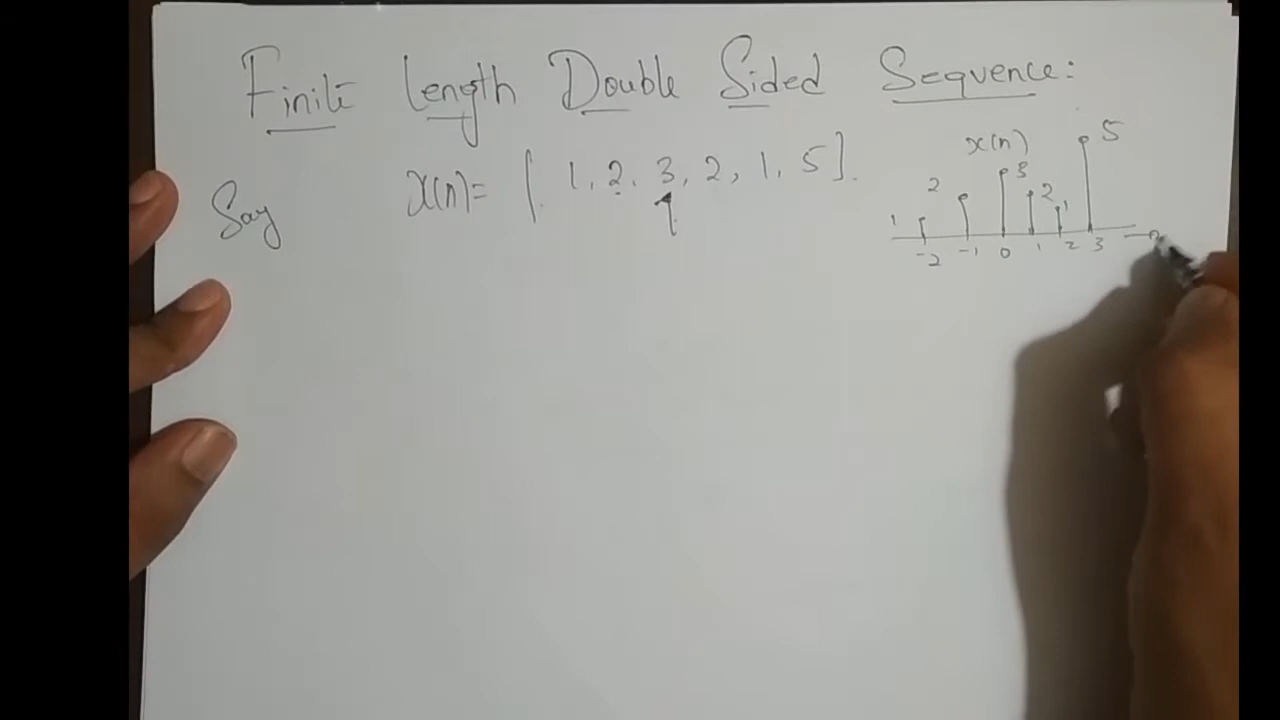 Finite Length Double Sided Sequence:
Say x(n)= [ 1, 2, 3, 2, 1, 5 ].
↑
x(n)
1 2 3 2 1 5
-2 -1 0 1 2 3